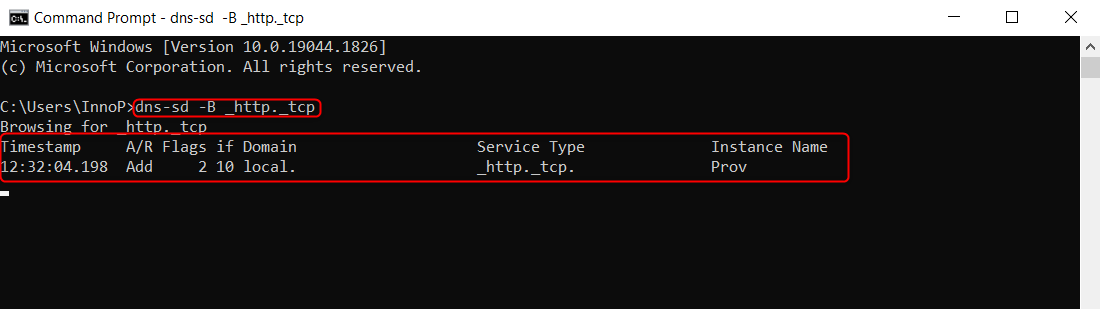 Command Prompt - dns-sd  -B _http._tcp
Microsoft Windows [Version 10.0.19044.1826]
(c) Microsoft Corporation. All rights reserved.
C:\Users\InnoP>dns-sd -B _http._tcp
Browsing for _http._tcp
Timestamp     A/R Flags if Domain                    Service Type              Instance Name
12:32:04.198  Add     2 10 local.                    _http._tcp.               Prov